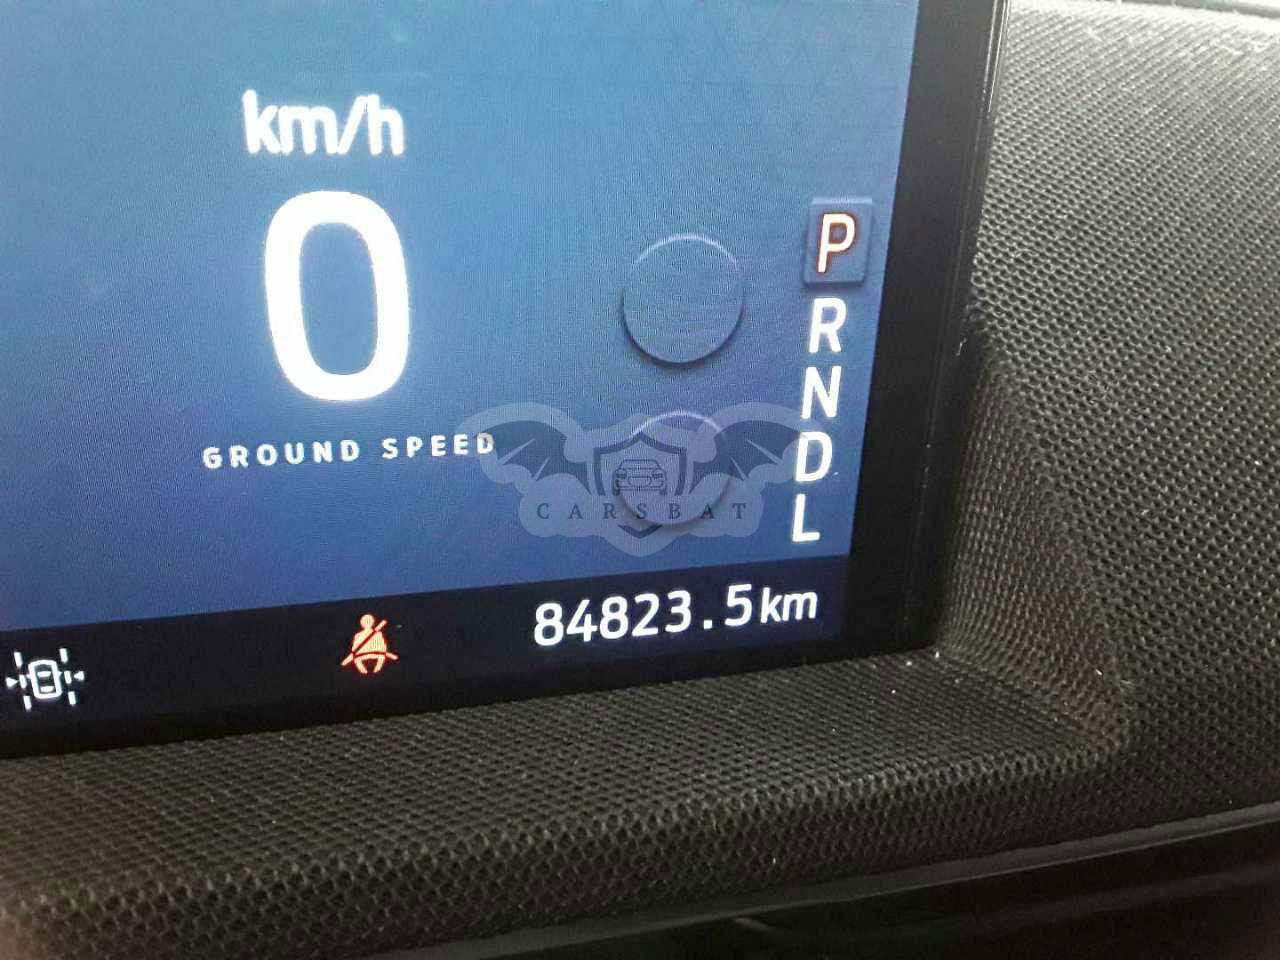 km/h
0
GROUND SPEED
P
R
N
D
L
CARSBAT
84823.5km